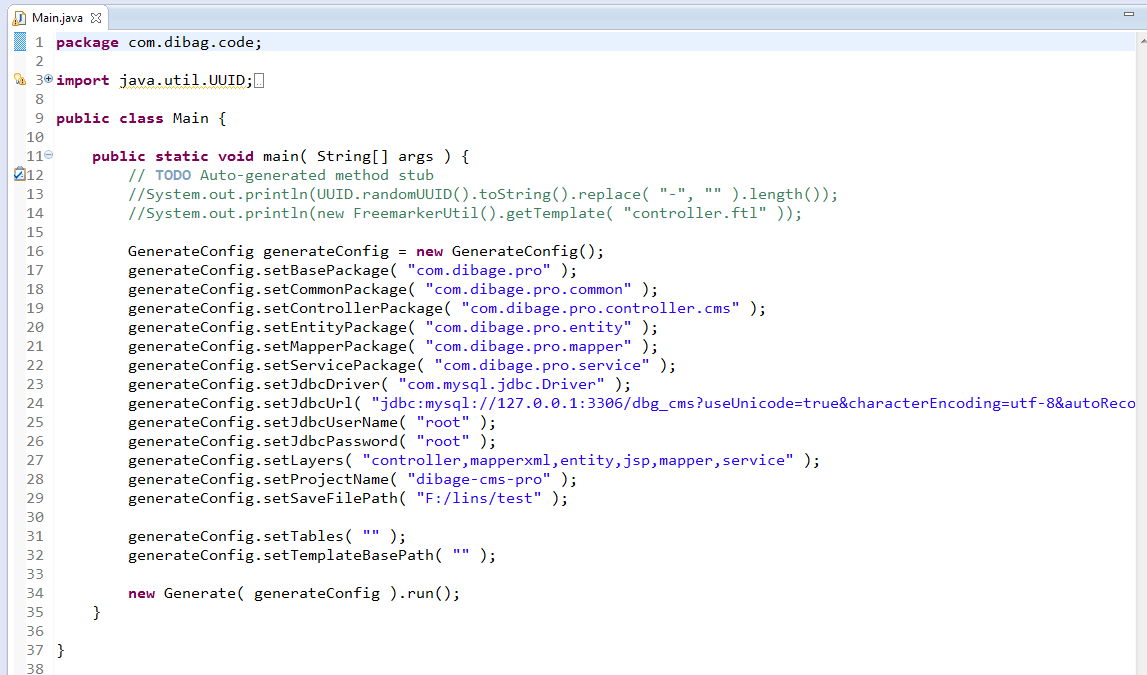 Main.java
1 package com.dibag.code;
2
3 import java.util.UUID;
8
9 public class Main {
10
11 public static void main( String[] args ) {
12 // TODO Auto-generated method stub
13 //System.out.println(UUID.randomUUID().toString().replace( "-", "" ).length());
14 //System.out.println(new FreemarkerUtil().getTemplate( "controller.ftl" ));
15
16 GenerateConfig generateConfig = new GenerateConfig();
17 generateConfig.setBasePackage( "com.dibage.pro" );
18 generateConfig.setCommonPackage( "com.dibage.pro.common" );
19 generateConfig.setControllerPackage( "com.dibage.pro.controller.cms" );
20 generateConfig.setEntityPackage( "com.dibage.pro.entity" );
21 generateConfig.setMapperPackage( "com.dibage.pro.mapper" );
22 generateConfig.setServicePackage( "com.dibage.pro.service" );
23 generateConfig.setJdbcDriver( "com.mysql.jdbc.Driver" );
24 generateConfig.setJdbcUrl( "jdbc:mysql://127.0.0.1:3306/dbg_cms?useUnicode=true&characterEncoding=utf-8&autoReco
25 generateConfig.setJdbcUserName( "root" );
26 generateConfig.setJdbcPassword( "root" );
27 generateConfig.setLayers( "controller,mapperxml,entity,jsp,mapper,service" );
28 generateConfig.setProjectName( "dibage-cms-pro" );
29 generateConfig.setSaveFilePath( "F:/lins/test" );
30
31 generateConfig.setTables( "" );
32 generateConfig.setTemplateBasePath( "" );
33
34 new Generate( generateConfig ).run();
35 }
36
37 }
38